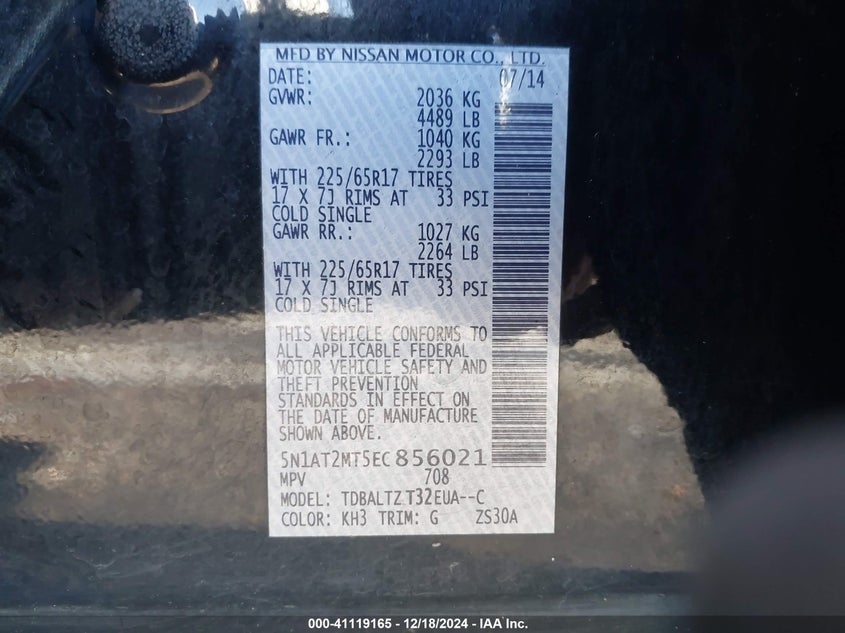 MFD BY NISSAN MOTOR CO., LTD.
DATE: 07/14
GVWR: 2036 KG
4489 LB
GAWR FR.: 1040 KG
2293 LB
WITH 225/65R17 TIRES
17 X 7J RIMS AT 33 PSI
COLD SINGLE
GAWR RR.: 1027 KG
2264 LB
WITH 225/65R17 TIRES
17 X 7J RIMS AT 33 PSI
COLD SINGLE
THIS VEHICLE CONFORMS TO
ALL APPLICABLE FEDERAL
MOTOR VEHICLE SAFETY AND
THEFT PREVENTION
STANDARDS IN EFFECT ON
THE DATE OF MANUFACTURE
SHOWN ABOVE.
5N1AT2MT5EC856021
MPV 708
MODEL: TDBALTZ T32EUA--C
COLOR: KH3 TRIM: G ZS30A
000-41119165 - 12/18/2024 - IAA Inc.